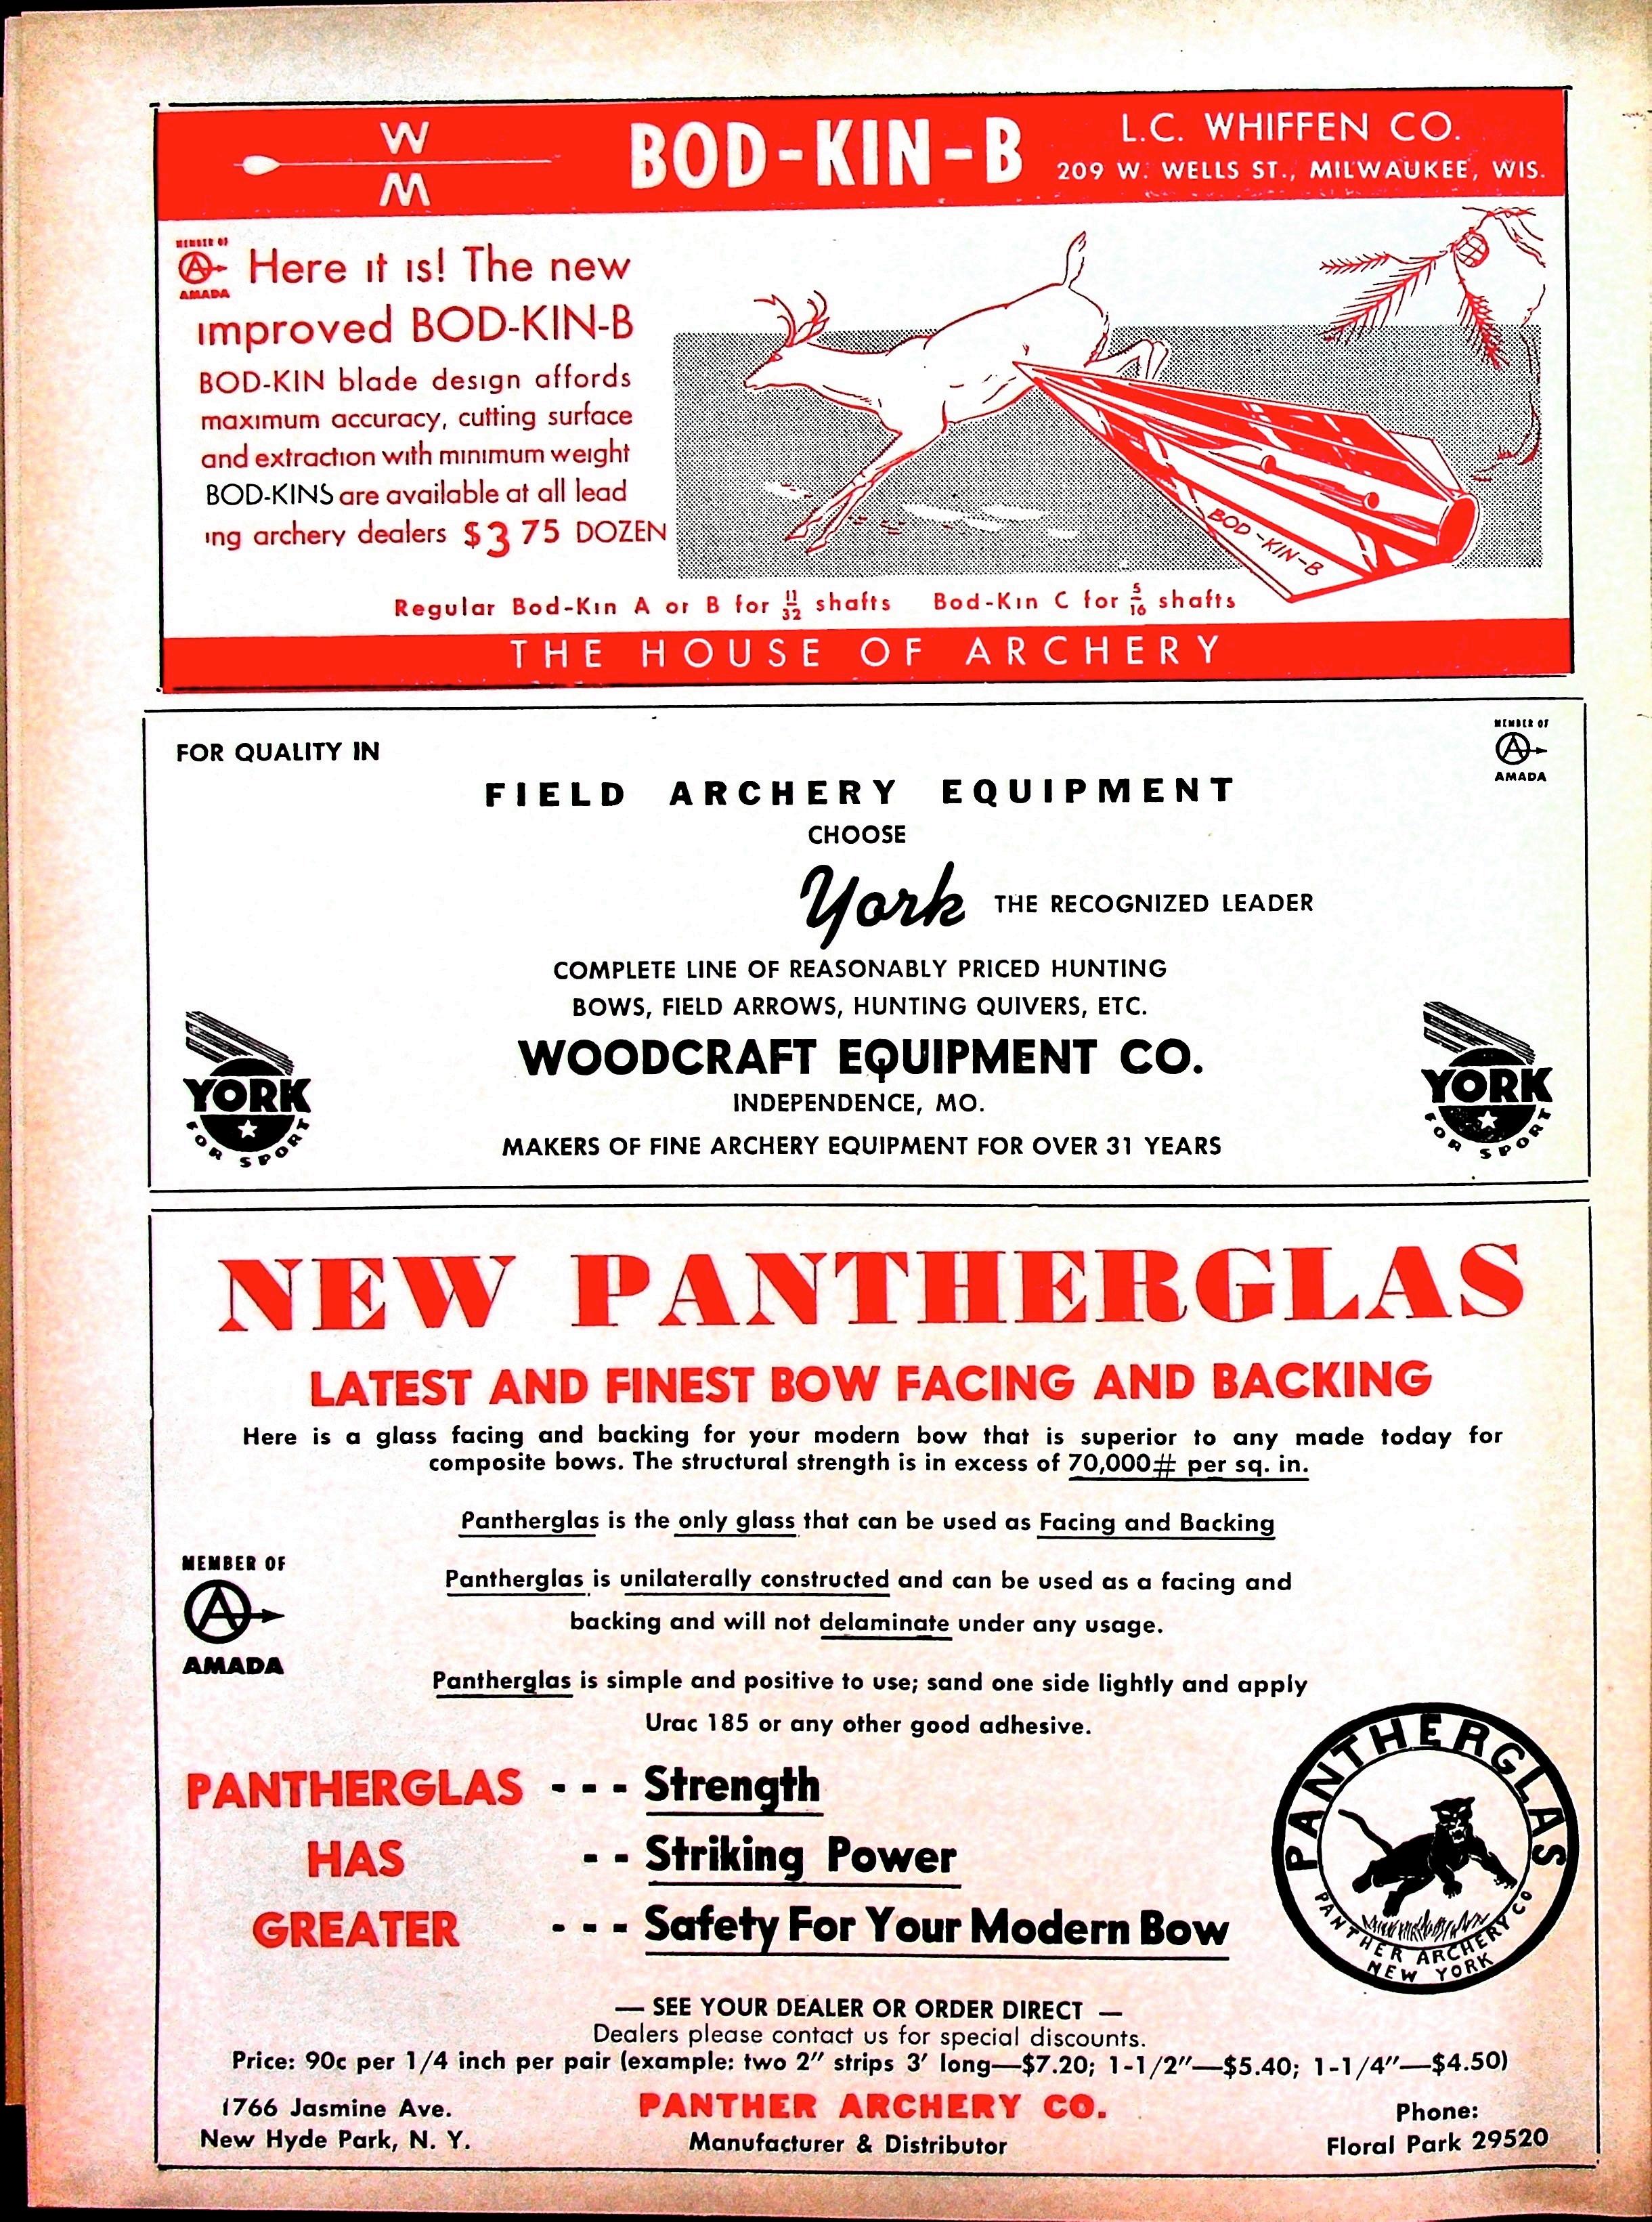 W
M
BOD-KIN-B
L.C. WHIFFEN CO.
209 W. WELLS ST., MILWAUKEE, WIS.
MEMBER OF
A
AMADA
Here it is! The new
improved BOD-KIN-B
BOD-KIN blade design affords
maximum accuracy, cutting surface
and extraction with minimum weight
BOD-KINS are available at all lead
ing archery dealers $3 75 DOZEN
BOD-KIN-B
Regular Bod-Kin A or B for 11/32 shafts Bod-Kin C for 5/16 shafts
THE HOUSE OF ARCHERY
FOR QUALITY IN
MEMBER OF
A
AMADA
FIELD ARCHERY EQUIPMENT
CHOOSE
York THE RECOGNIZED LEADER
COMPLETE LINE OF REASONABLY PRICED HUNTING
BOWS, FIELD ARROWS, HUNTING QUIVERS, ETC.
WOODCRAFT EQUIPMENT CO.
INDEPENDENCE, MO.
MAKERS OF FINE ARCHERY EQUIPMENT FOR OVER 31 YEARS
YORK
FOR SPORT
YORK
FOR SPORT
NEW PANTHERGLAS
LATEST AND FINEST BOW FACING AND BACKING
Here is a glass facing and backing for your modern bow that is superior to any made today for
composite bows. The structural strength is in excess of 70,000# per sq. in.
Pantherglas is the only glass that can be used as Facing and Backing
MEMBER OF
A
AMADA
Pantherglas is unilaterally constructed and can be used as a facing and
backing and will not delaminate under any usage.
Pantherglas is simple and positive to use; sand one side lightly and apply
Urac 185 or any other good adhesive.
PANTHERGLAS - - - Strength
HAS - - Striking Power
GREATER - - - Safety For Your Modern Bow
PANTHERGLAS
PANTHER ARCHERY CO
NEW YORK
— SEE YOUR DEALER OR ORDER DIRECT —
Dealers please contact us for special discounts.
Price: 90c per 1/4 inch per pair (example: two 2" strips 3' long—$7.20; 1-1/2"—$5.40; 1-1/4"—$4.50)
1766 Jasmine Ave.
New Hyde Park, N. Y.
PANTHER ARCHERY CO.
Manufacturer & Distributor
Phone:
Floral Park 29520